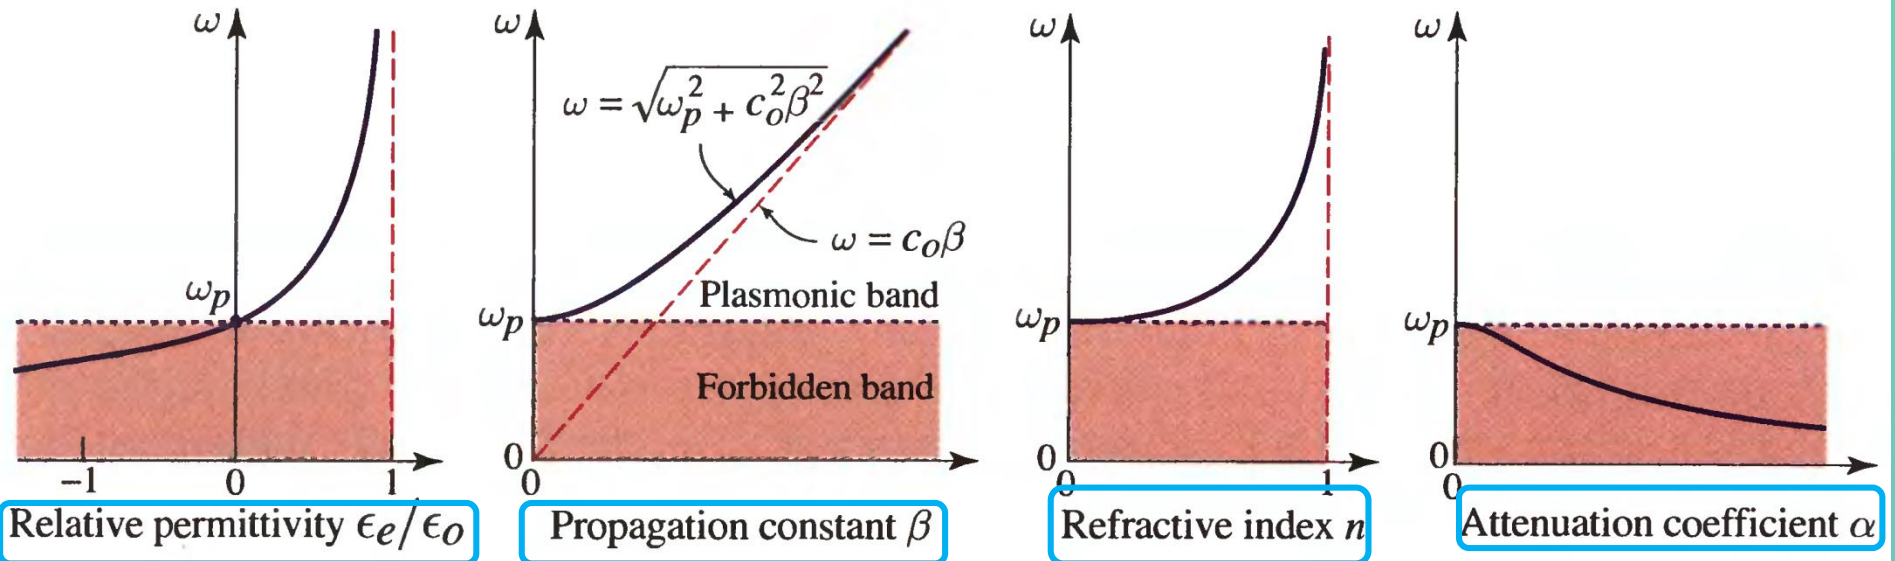 ω
ωp
−1
0
1
Relative permittivity ϵe/ϵo
ω
ω = √ωp² + co²β²
ω = coβ
Plasmonic band
ωp
Forbidden band
0
0
Propagation constant β
ω
ωp
0
0
1
Refractive index n
ω
ωp
0
0
Attenuation coefficient α